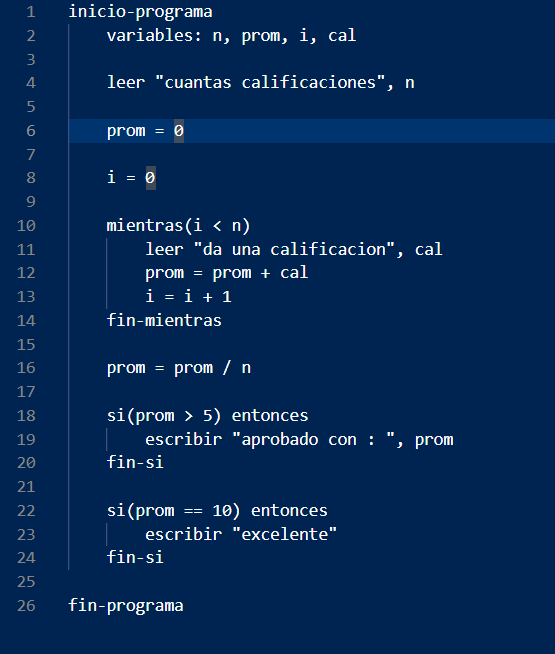 1 inicio-programa
2 variables: n, prom, i, cal
3
4 leer "cuantas calificaciones", n
5
6 prom = 0
7
8 i = 0
9
10 mientras(i < n)
11 leer "da una calificacion", cal
12 prom = prom + cal
13 i = i + 1
14 fin-mientras
15
16 prom = prom / n
17
18 si(prom > 5) entonces
19 escribir "aprobado con : ", prom
20 fin-si
21
22 si(prom == 10) entonces
23 escribir "excelente"
24 fin-si
25
26 fin-programa